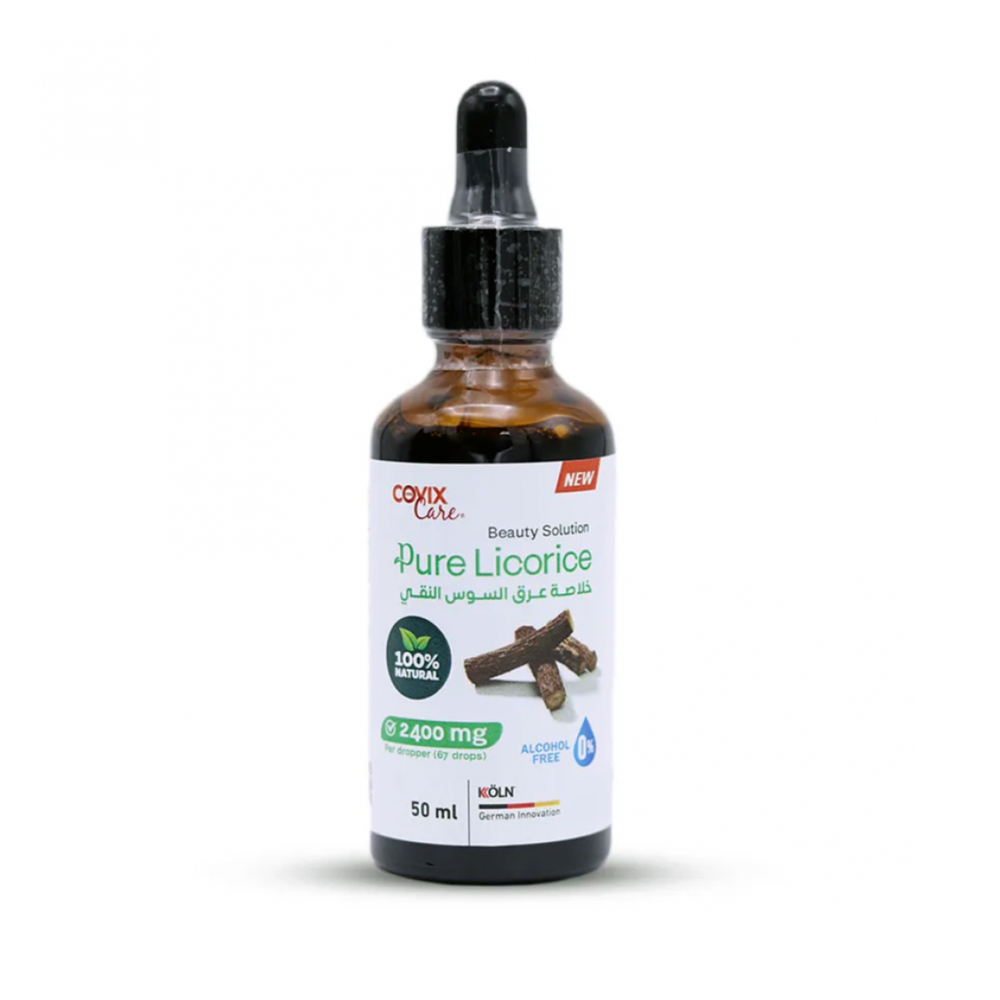 NEW
COVIX
Care®
Beauty Solution
Pure Licorice
خلاصة عرق السوس النقي
100%
NATURAL
2400 mg
Per dropper (67 drops)
ALCOHOL
FREE
0%
50 ml
KÖLN
German Innovation